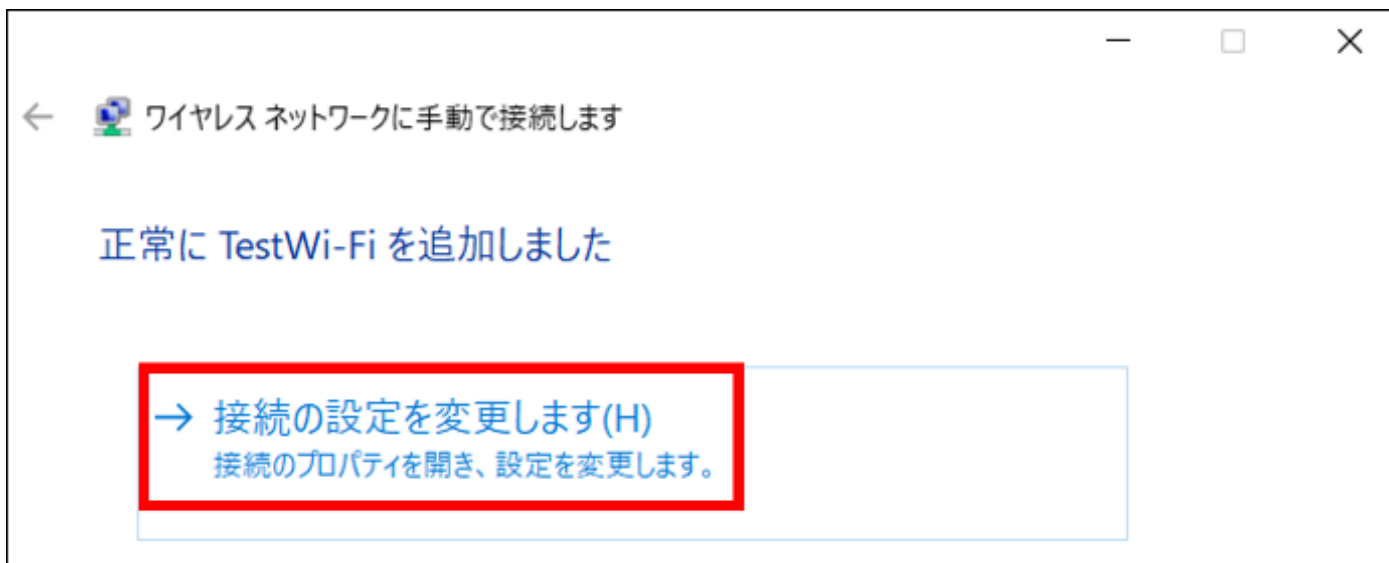 ワイヤレス ネットワークに手動で接続します
正常に TestWi-Fi を追加しました
→ 接続の設定を変更します(H)
接続のプロパティを開き、設定を変更します。